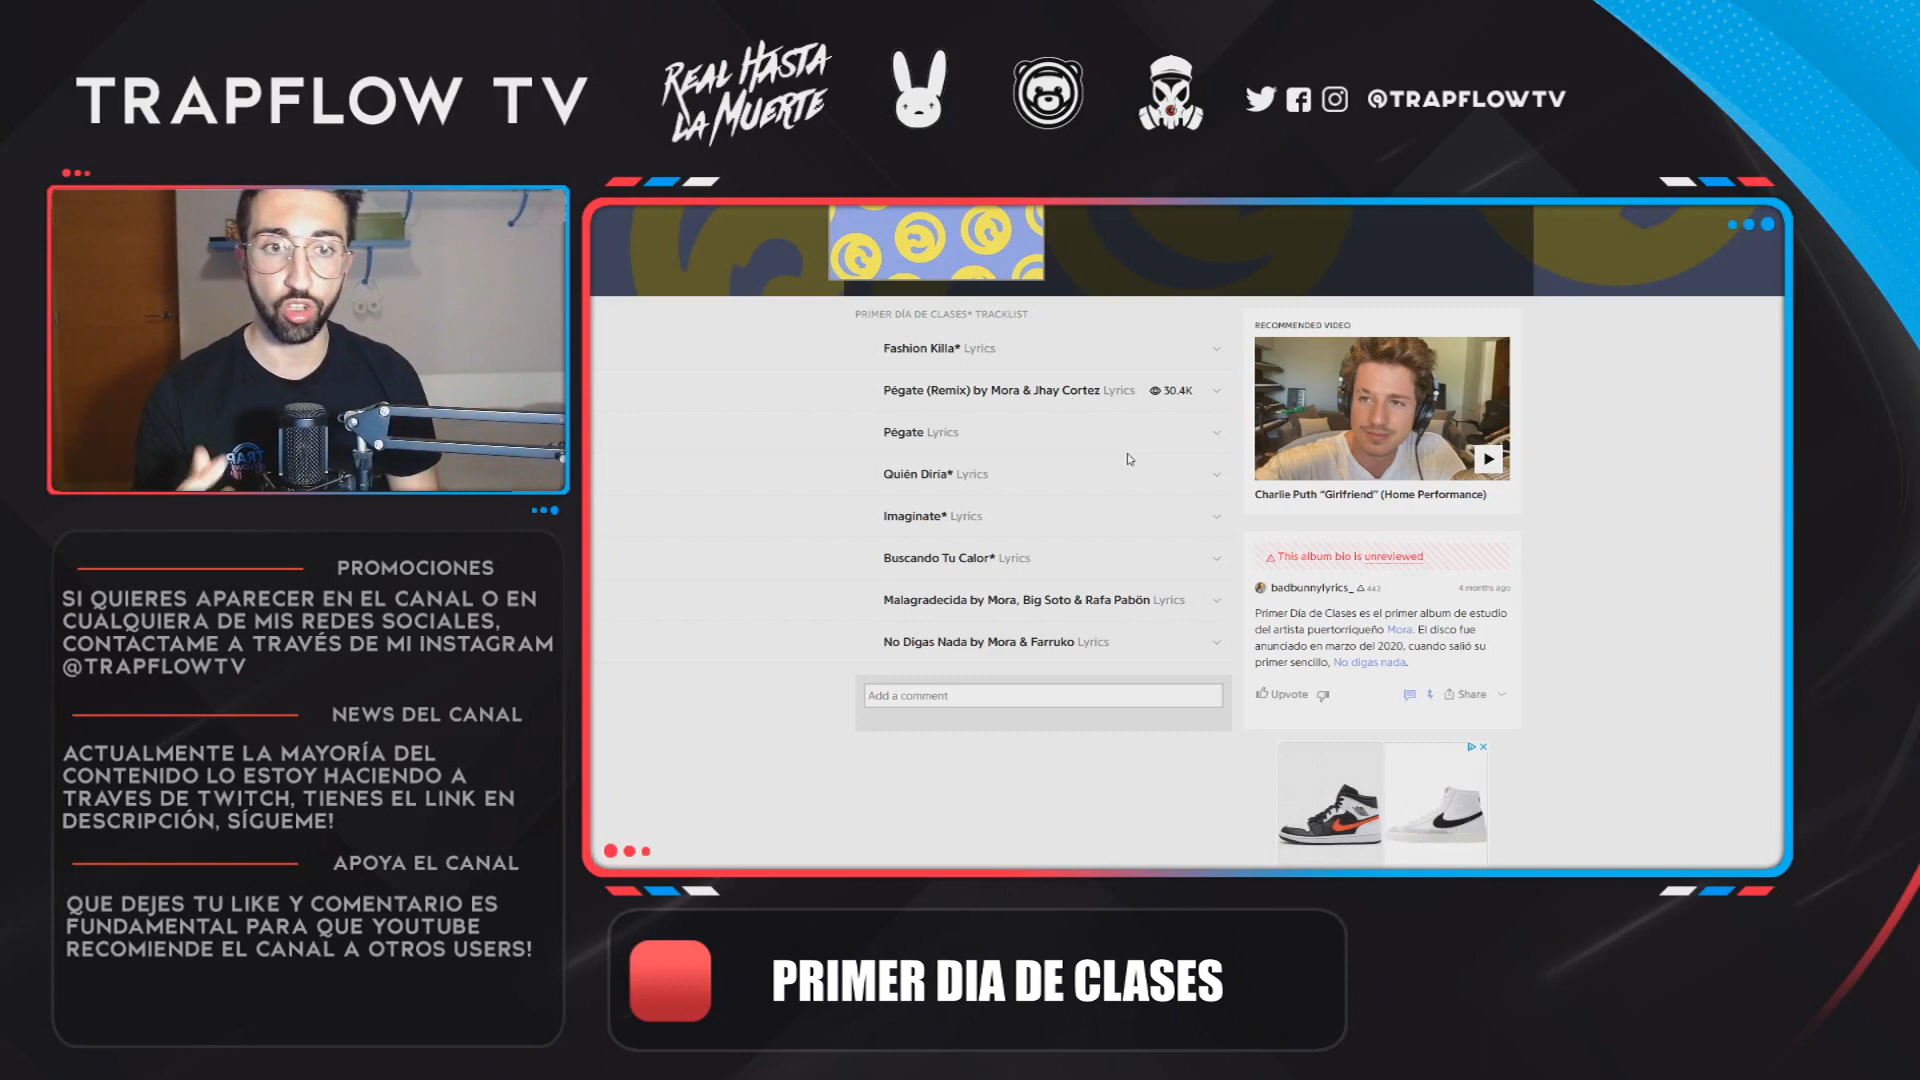 TRAPFLOW TV
REAL HASTA
LA MUERTE
@TRAPFLOWTV
PROMOCIONES
SI QUIERES APARECER EN EL CANAL O EN
CUALQUIERA DE MIS REDES SOCIALES,
CONTACTAME A TRAVÉS DE MI INSTAGRAM
@TRAPFLOWTV
NEWS DEL CANAL
ACTUALMENTE LA MAYORÍA DEL
CONTENIDO LO ESTOY HACIENDO A
TRAVES DE TWITCH, TIENES EL LINK EN
DESCRIPCIÓN, SÍGUEME!
APOYA EL CANAL
QUE DEJES TU LIKE Y COMENTARIO ES
FUNDAMENTAL PARA QUE YOUTUBE
RECOMIENDE EL CANAL A OTROS USERS!
PRIMER DÍA DE CLASES* TRACKLIST
Fashion Killa* Lyrics
Pégate (Remix) by Mora & Jhay Cortez Lyrics 30.4K
Pégate Lyrics
Quién Diría* Lyrics
Imaginate* Lyrics
Buscando Tu Calor* Lyrics
Malagradecida by Mora, Big Soto & Rafa Pabön Lyrics
No Digas Nada by Mora & Farruko Lyrics
Add a comment
RECOMMENDED VIDEO
Charlie Puth “Girlfriend” (Home Performance)
This album bio is unreviewed
badbunnylyrics_ 442 4 months ago
Primer Día de Clases es el primer album de estudio
del artista puertorriqueño Mora. El disco fue
anunciado en marzo del 2020, cuando salió su
primer sencillo, No digas nada.
Upvote Share
PRIMER DIA DE CLASES